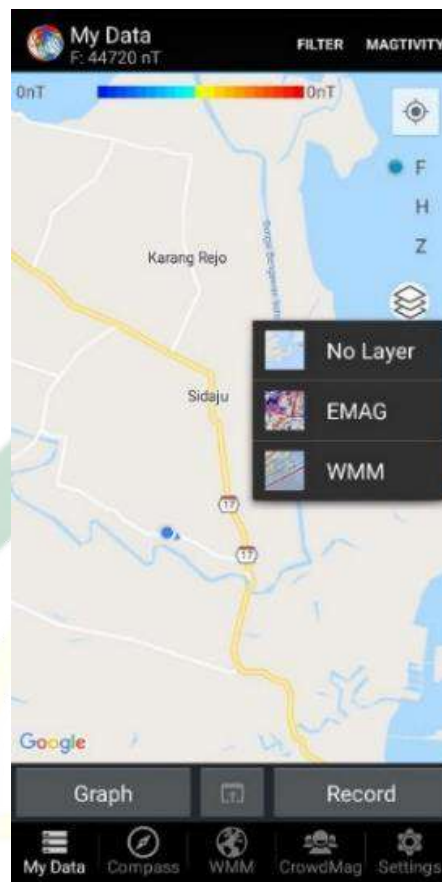 My Data
F: 44720 nT
FILTER
MAGTIVITY
0nT
0nT
F
H
Z
Karang Rejo
No Layer
EMAG
WMM
Sidaju
17
17
Google
Graph
Record
My Data
Compass
WMM
CrowdMag
Settings